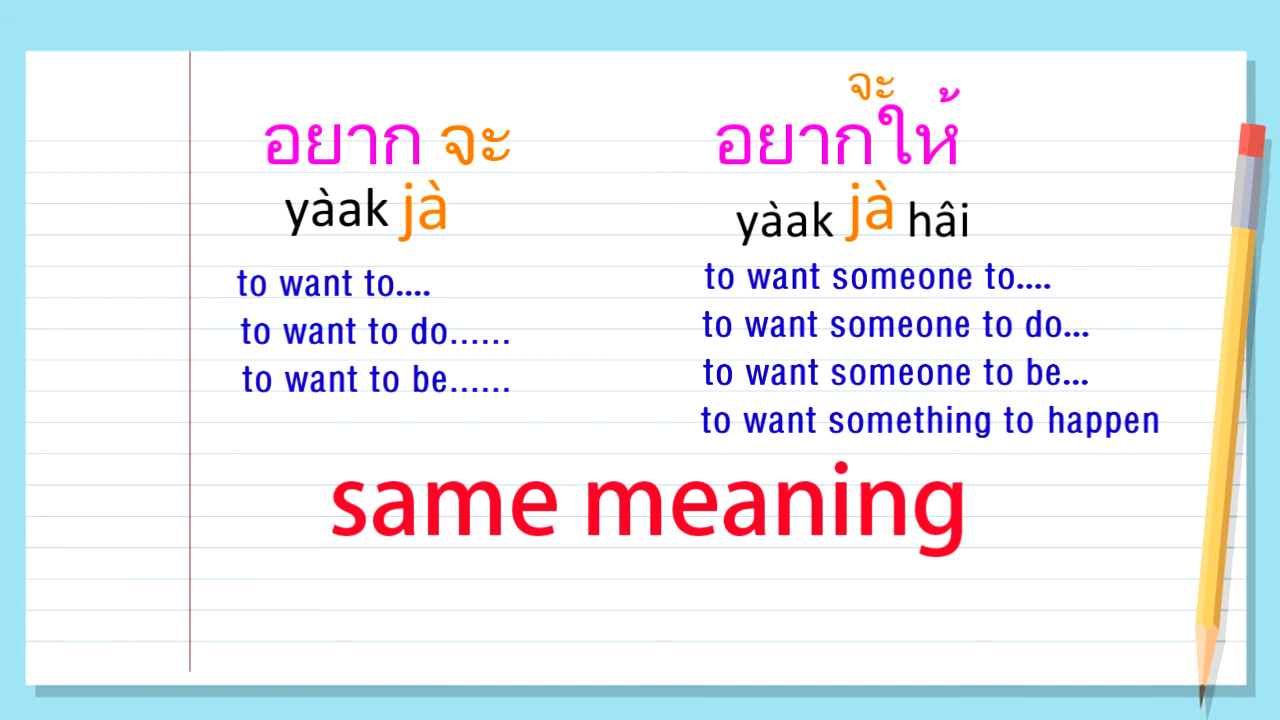 อยาก จะ
yàak jà
to want to....
to want to do......
to want to be......
จะ
อยากให้
yàak jà hâi
to want someone to....
to want someone to do...
to want someone to be...
to want something to happen
same meaning